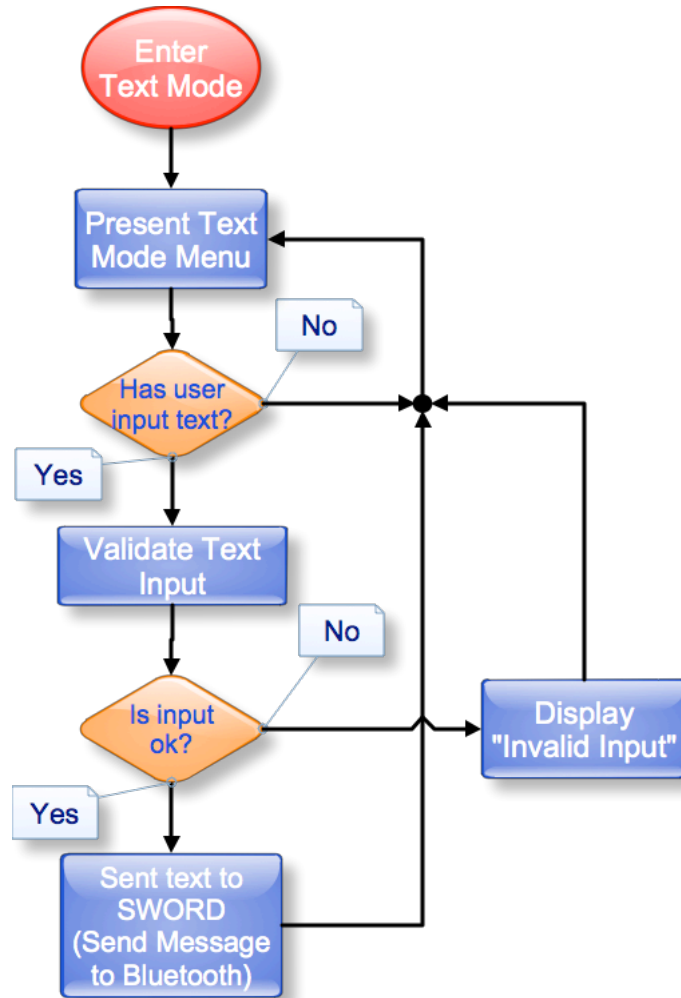 Enter
Text Mode
Present Text
Mode Menu
No
Has user
input text?
Yes
Validate Text
Input
No
Is input
ok?
Display
"Invalid Input"
Yes
Sent text to
SWORD
(Send Message
to Bluetooth)